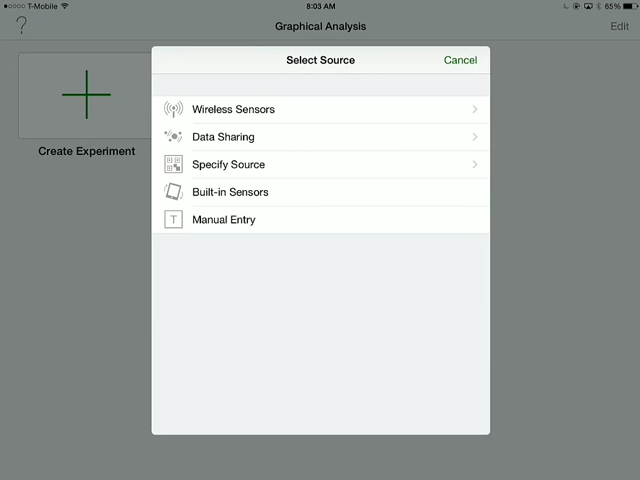 T-Mobile 8:03 AM 65%
? Graphical Analysis Edit
Select Source Cancel
Wireless Sensors
Data Sharing
Specify Source
Built-in Sensors
T Manual Entry
Create Experiment